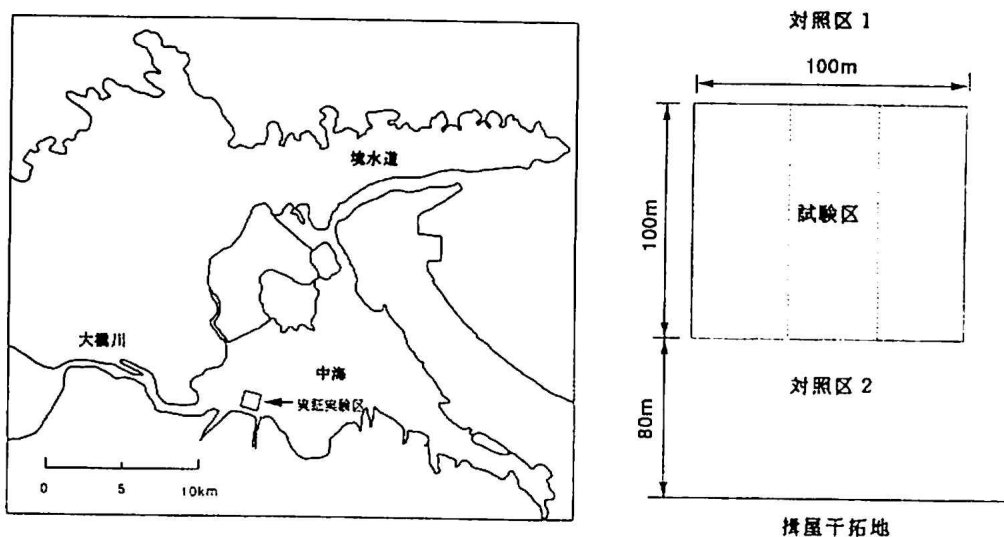 境水道
大橋川
中海
実証実験区
0 5 10km
対照区 1
100m
100m
試験区
対照区 2
80m
揖屋干拓地